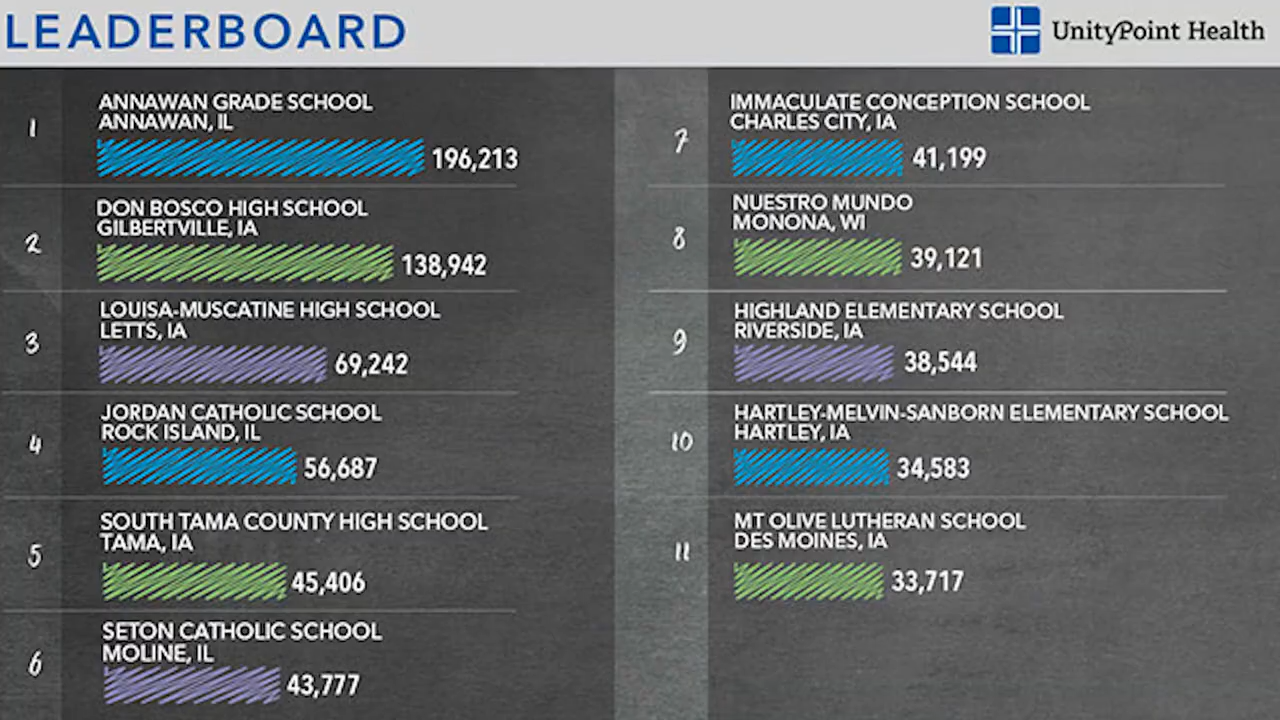 LEADERBOARD
UnityPoint Health
1
ANNAWAN GRADE SCHOOL
ANNAWAN, IL
196,213
2
DON BOSCO HIGH SCHOOL
GILBERTVILLE, IA
138,942
3
LOUISA-MUSCATINE HIGH SCHOOL
LETTS, IA
69,242
4
JORDAN CATHOLIC SCHOOL
ROCK ISLAND, IL
56,687
5
SOUTH TAMA COUNTY HIGH SCHOOL
TAMA, IA
45,406
6
SETON CATHOLIC SCHOOL
MOLINE, IL
43,777
7
IMMACULATE CONCEPTION SCHOOL
CHARLES CITY, IA
41,199
8
NUESTRO MUNDO
MONONA, WI
39,121
9
HIGHLAND ELEMENTARY SCHOOL
RIVERSIDE, IA
38,544
10
HARTLEY-MELVIN-SANBORN ELEMENTARY SCHOOL
HARTLEY, IA
34,583
11
MT OLIVE LUTHERAN SCHOOL
DES MOINES, IA
33,717